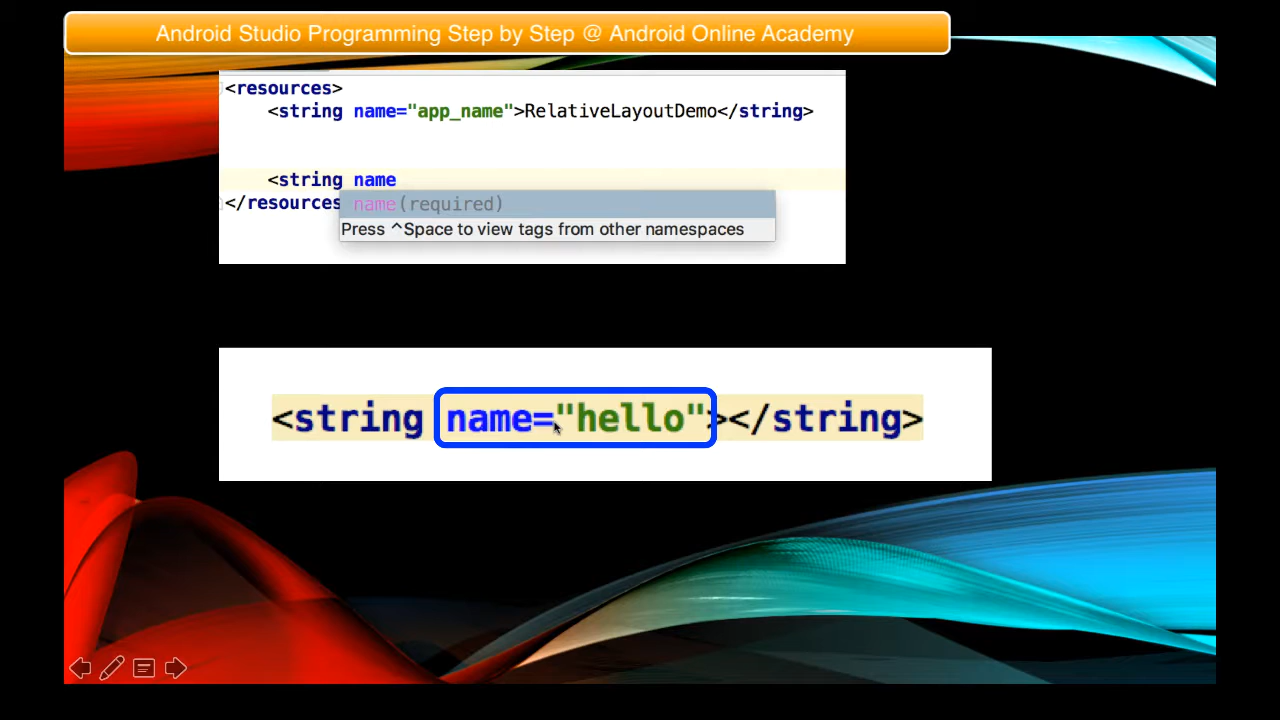 Android Studio Programming Step by Step @ Android Online Academy
<resources>
<string name="app_name">RelativeLayoutDemo</string>
<string name
</resources
name(required)
Press ^Space to view tags from other namespaces
<string name="hello"></string>